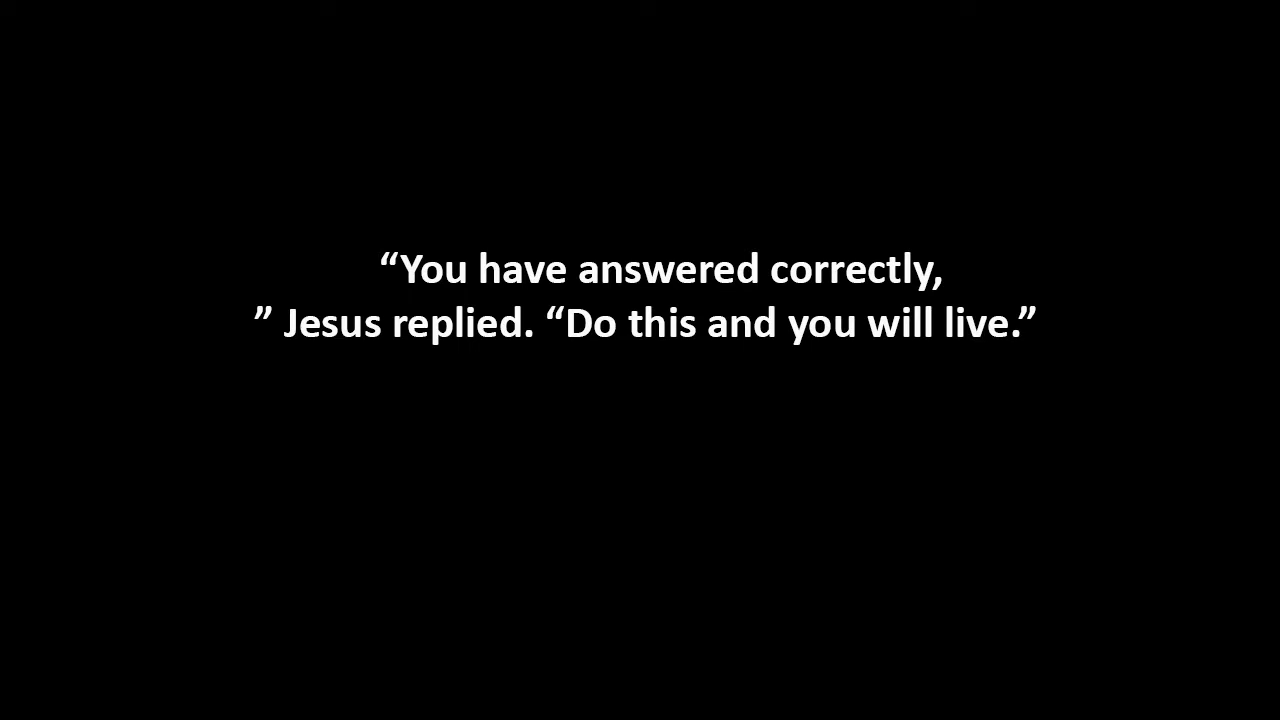 “You have answered correctly,
” Jesus replied. “Do this and you will live.”